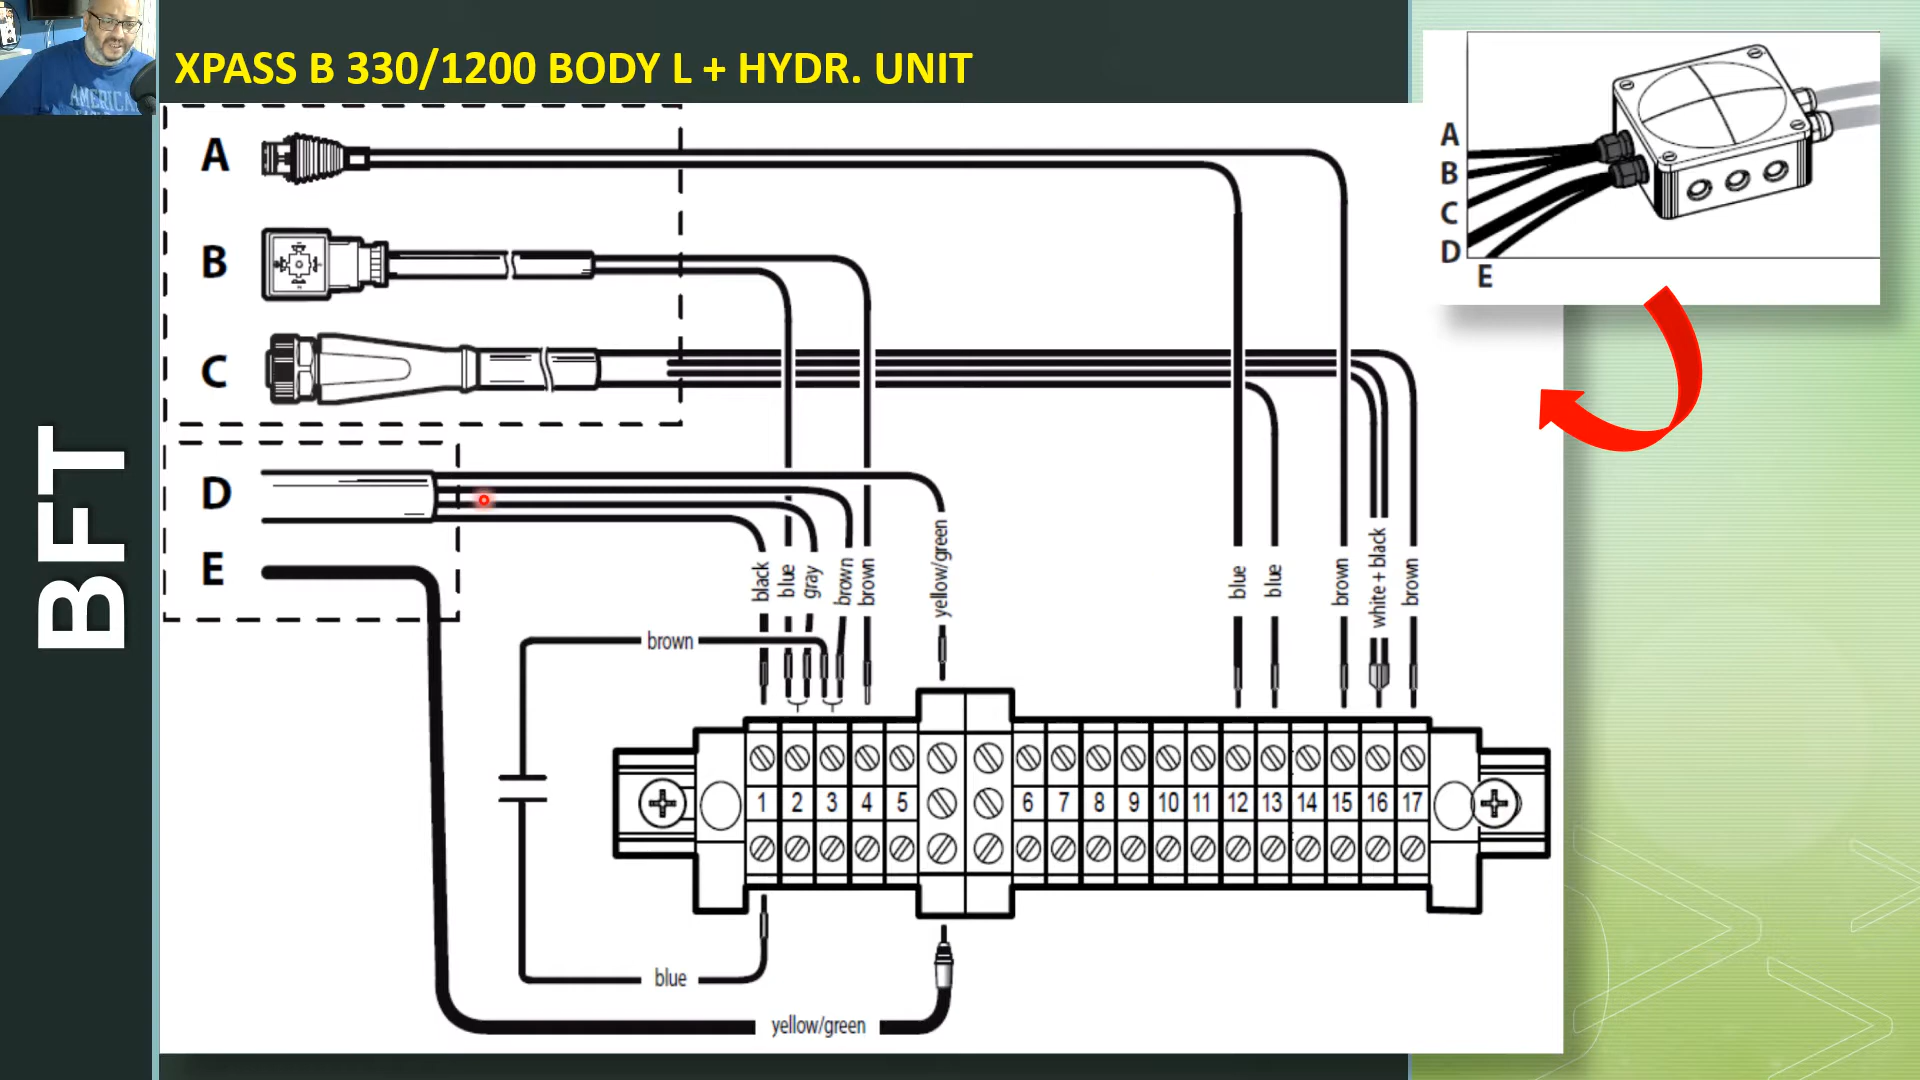 XPASS B 330/1200 BODY L + HYDR. UNIT
BFT
AMERICA
A
B
C
D
E
A
B
C
D
E
black
blue
gray
brown
brown
yellow/green
blue
blue
brown
white + black
brown
brown
1 2 3 4 5 6 7 8 9 10 11 12 13 14 15 16 17
blue
yellow/green